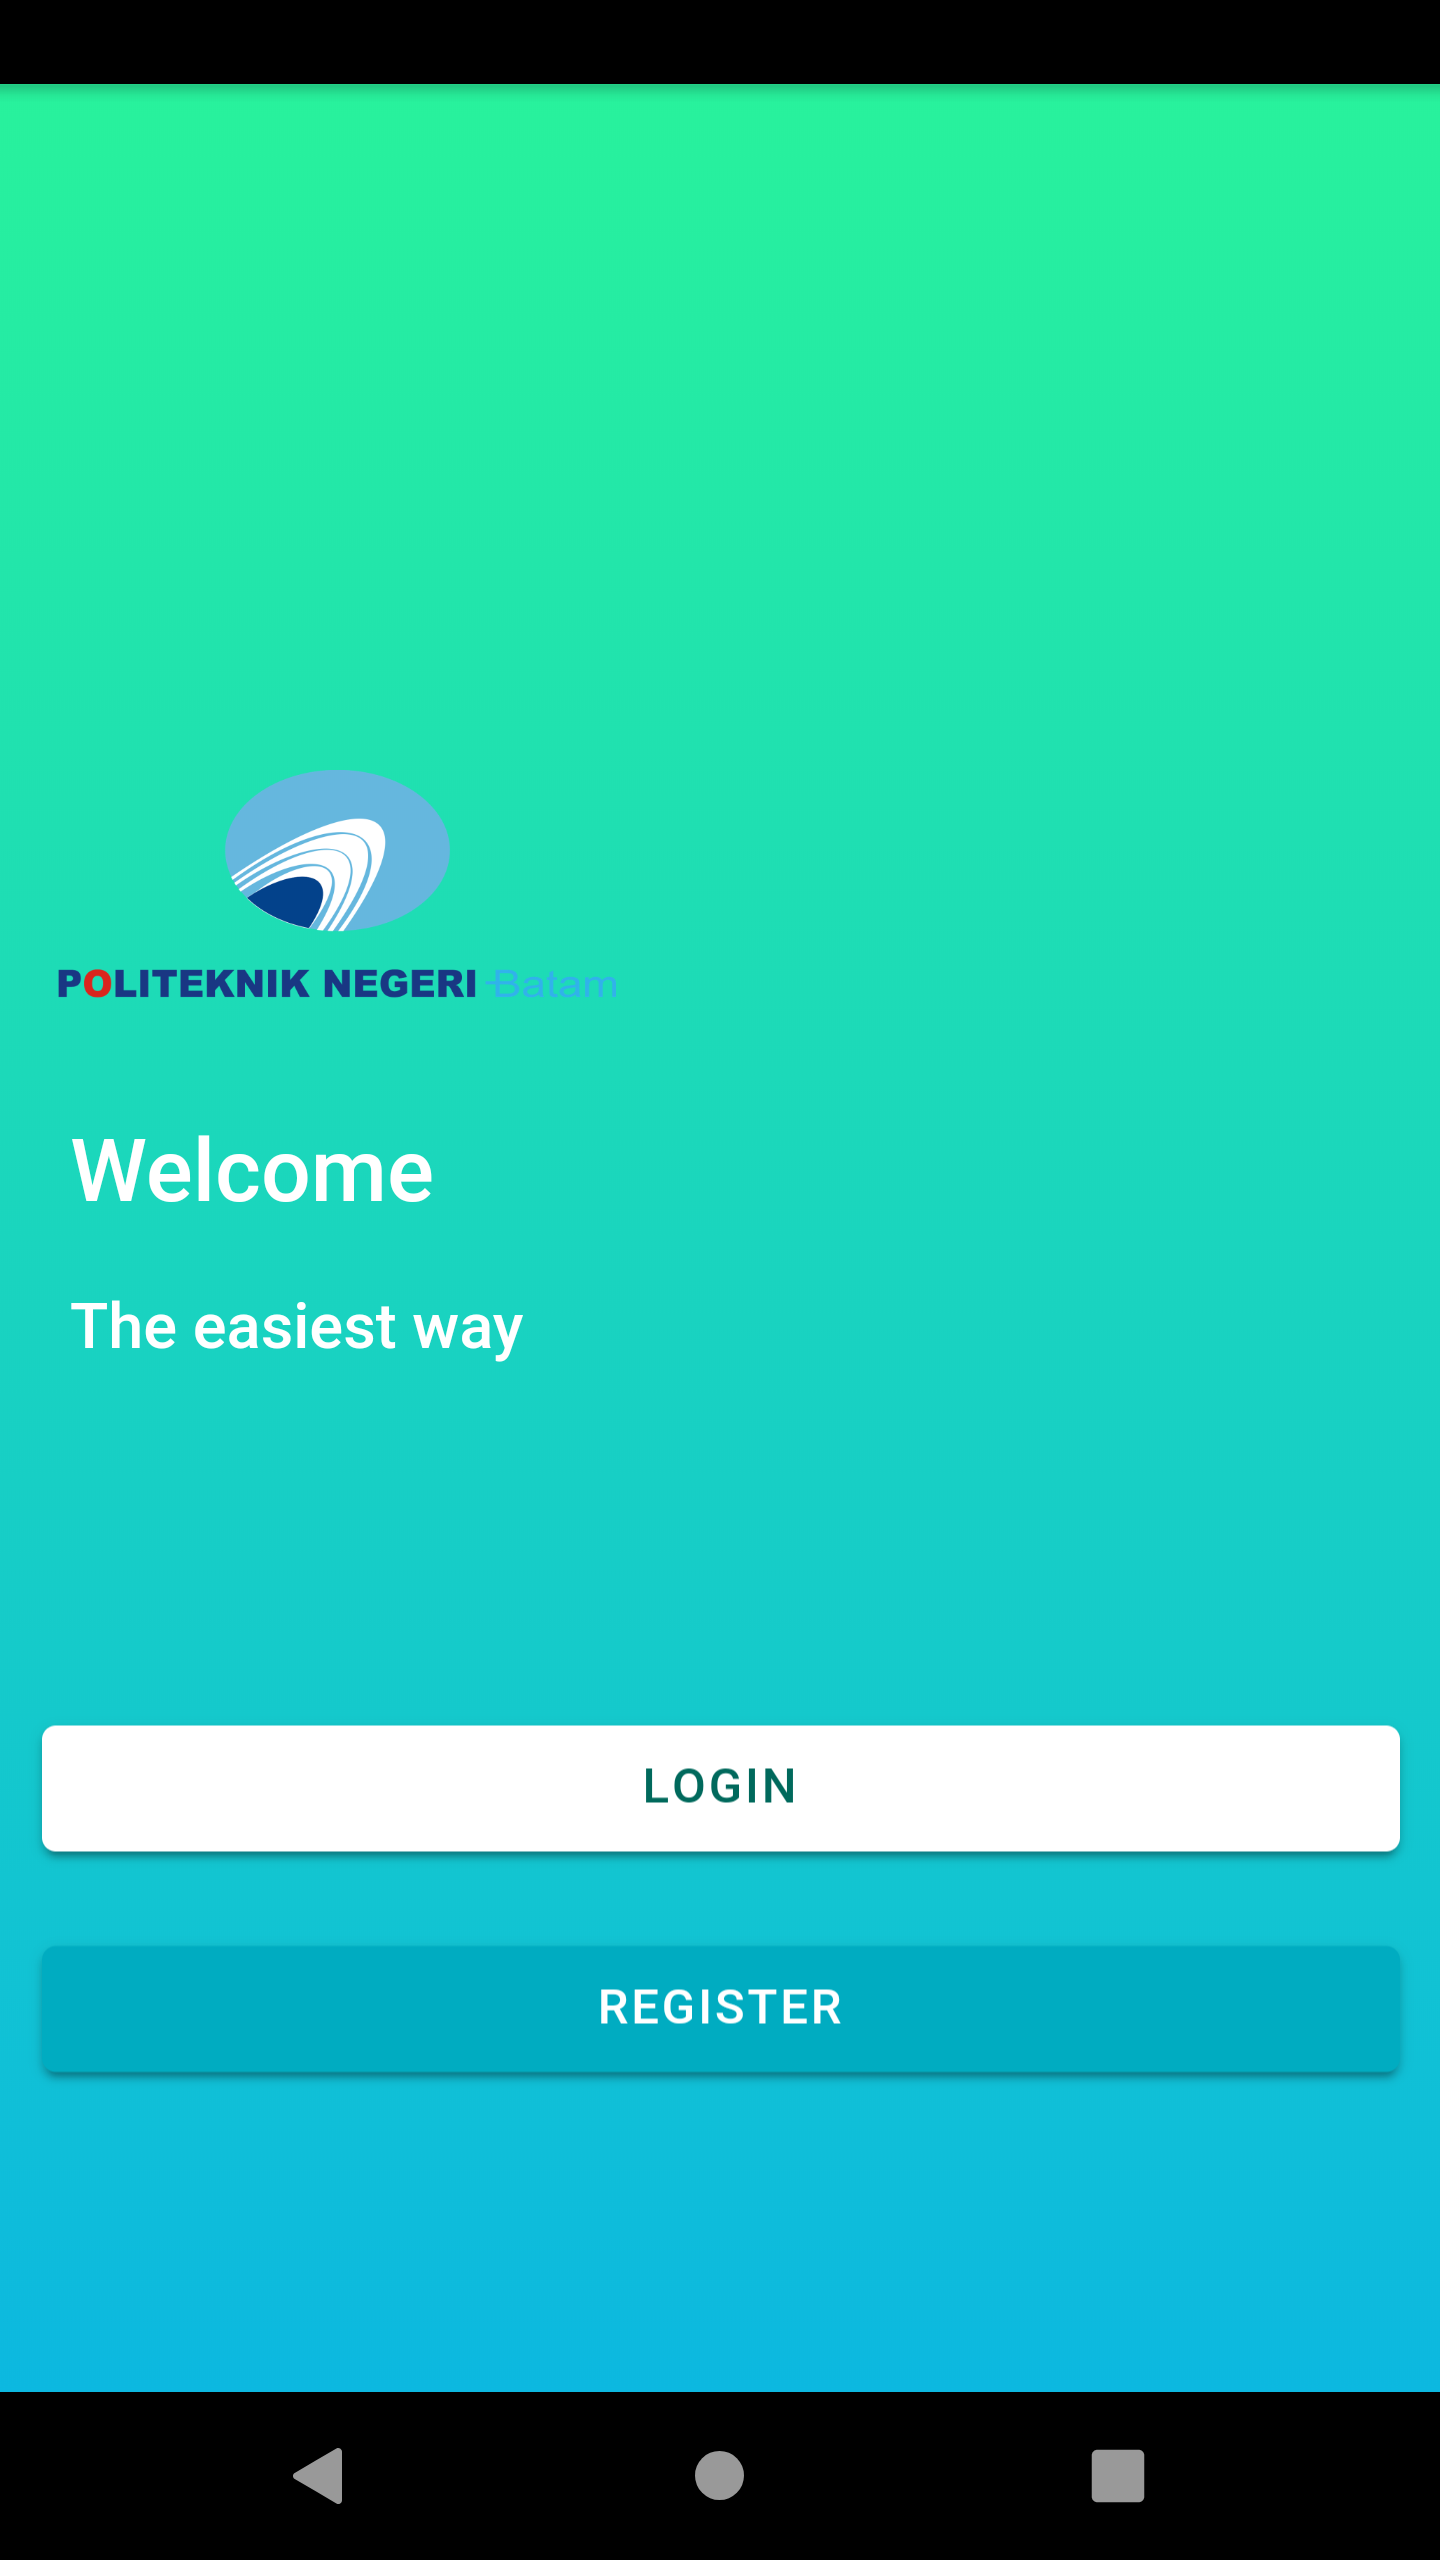 POLITEKNIK NEGERI Batam
Welcome
The easiest way
LOGIN
REGISTER